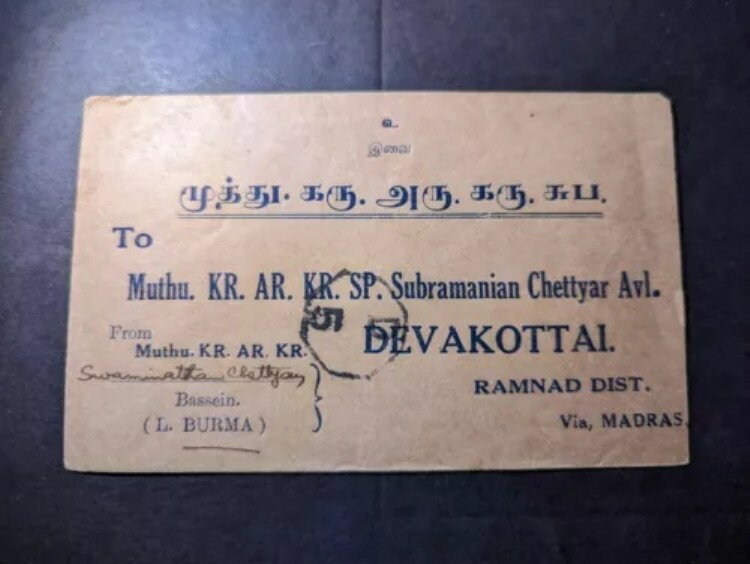 உ
இவை
முத்து. கரு. அரு. கரு. சுப.
To
Muthu. KR. AR. KR. SP. Subramanian Chettyar Avl.
DEVAKOTTAI.
RAMNAD DIST.
Via, MADRAS.
From
Muthu. KR. AR. KR.
Swaminatha Chettyar
Bassein.
(L. BURMA)